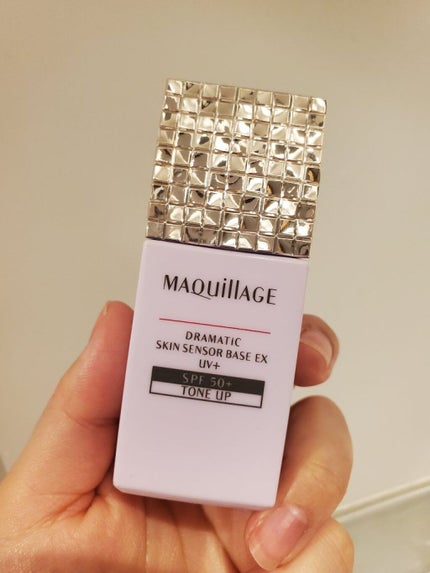 MAQuillAGE
DRAMATIC
SKIN SENSOR BASE EX
UV+
SPF 50+
TONE UP